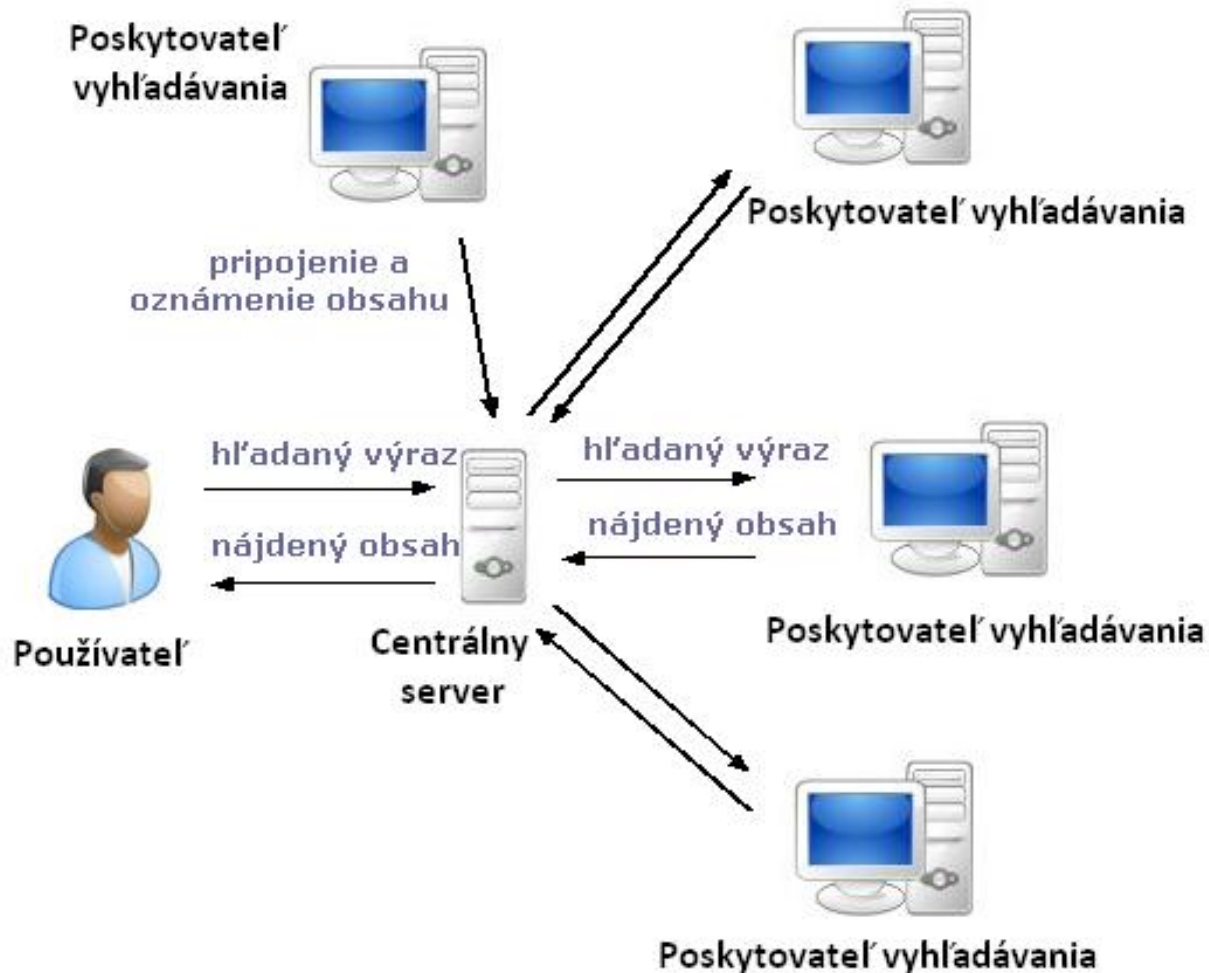 Poskytovateľ
vyhľadávania
Poskytovateľ vyhľadávania
pripojenie a
oznámenie obsahu
hľadaný výraz
hľadaný výraz
nájdený obsah
nájdený obsah
Používateľ
Centrálny
server
Poskytovateľ vyhľadávania
Poskytovateľ vyhľadávania